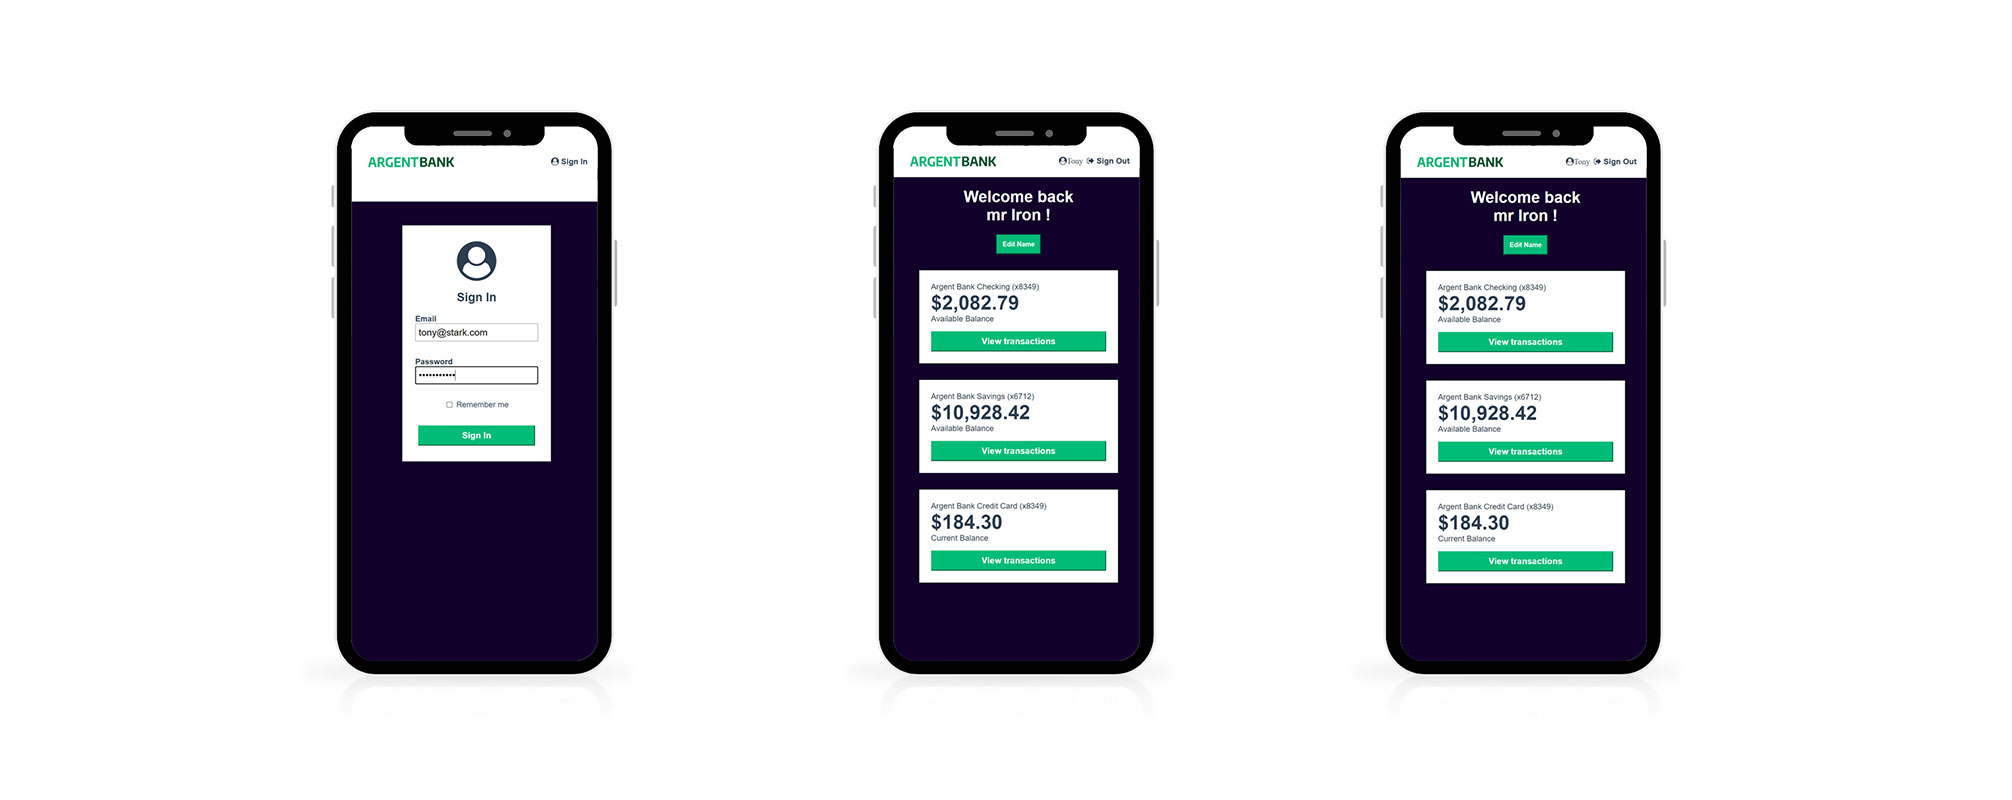 ARGENTBANK
Sign In
Sign In
Email
tony@stark.com
Password
•••••••••••
Remember me
Sign In
ARGENTBANK
Tony Sign Out
Welcome back
mr Iron !
Edit Name
Argent Bank Checking (x8349)
$2,082.79
Available Balance
View transactions
Argent Bank Savings (x6712)
$10,928.42
Available Balance
View transactions
Argent Bank Credit Card (x8349)
$184.30
Current Balance
View transactions
ARGENTBANK
Tony Sign Out
Welcome back
mr Iron !
Edit Name
Argent Bank Checking (x8349)
$2,082.79
Available Balance
View transactions
Argent Bank Savings (x6712)
$10,928.42
Available Balance
View transactions
Argent Bank Credit Card (x8349)
$184.30
Current Balance
View transactions